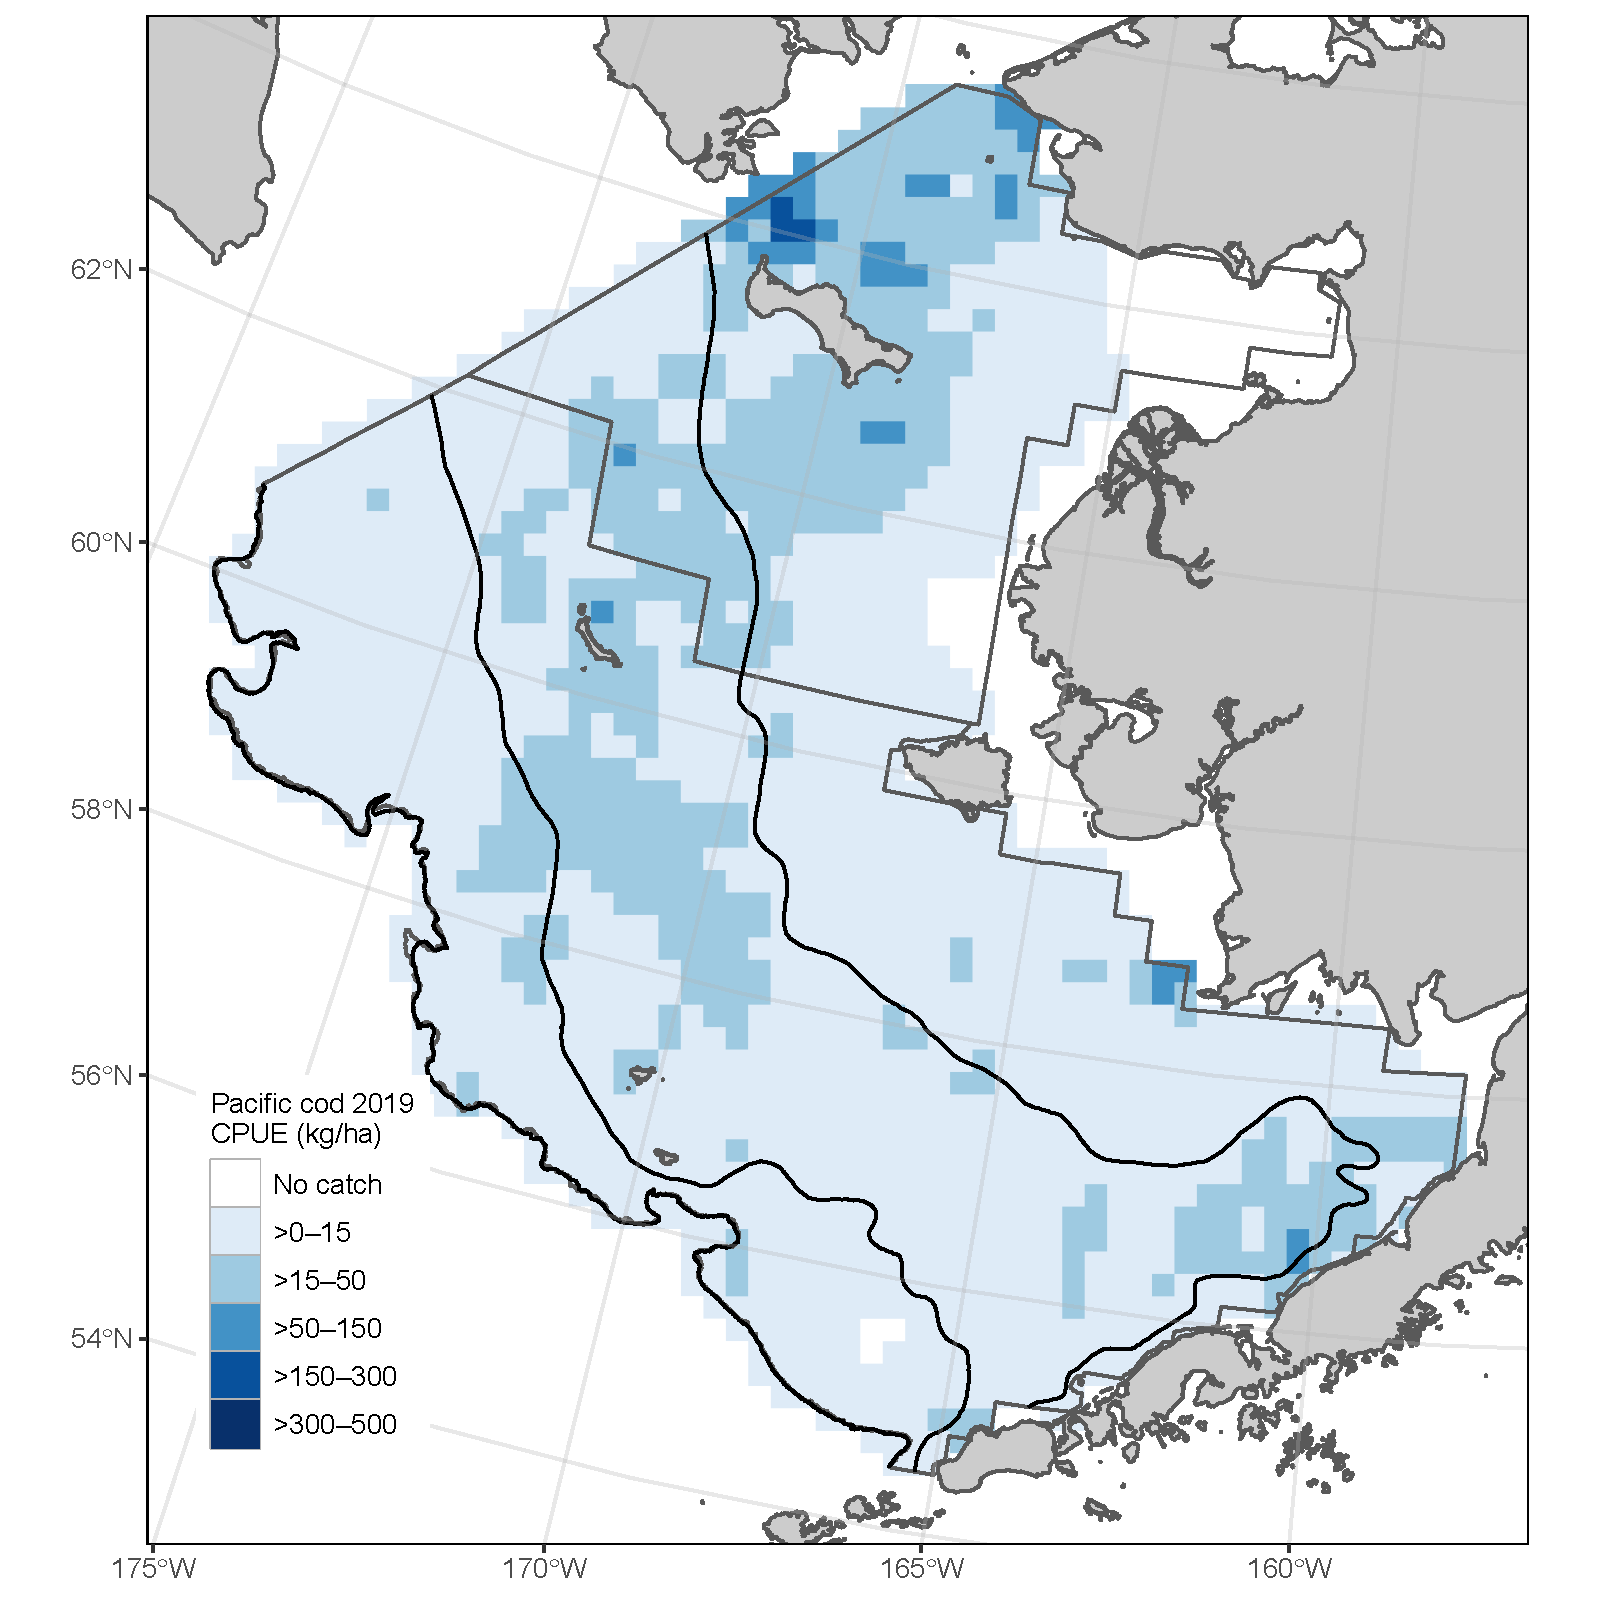 62°N
60°N
58°N
56°N
54°N
Pacific cod 2019
CPUE (kg/ha)
No catch
>0–15
>15–50
>50–150
>150–300
>300–500
175°W
170°W
165°W
160°W